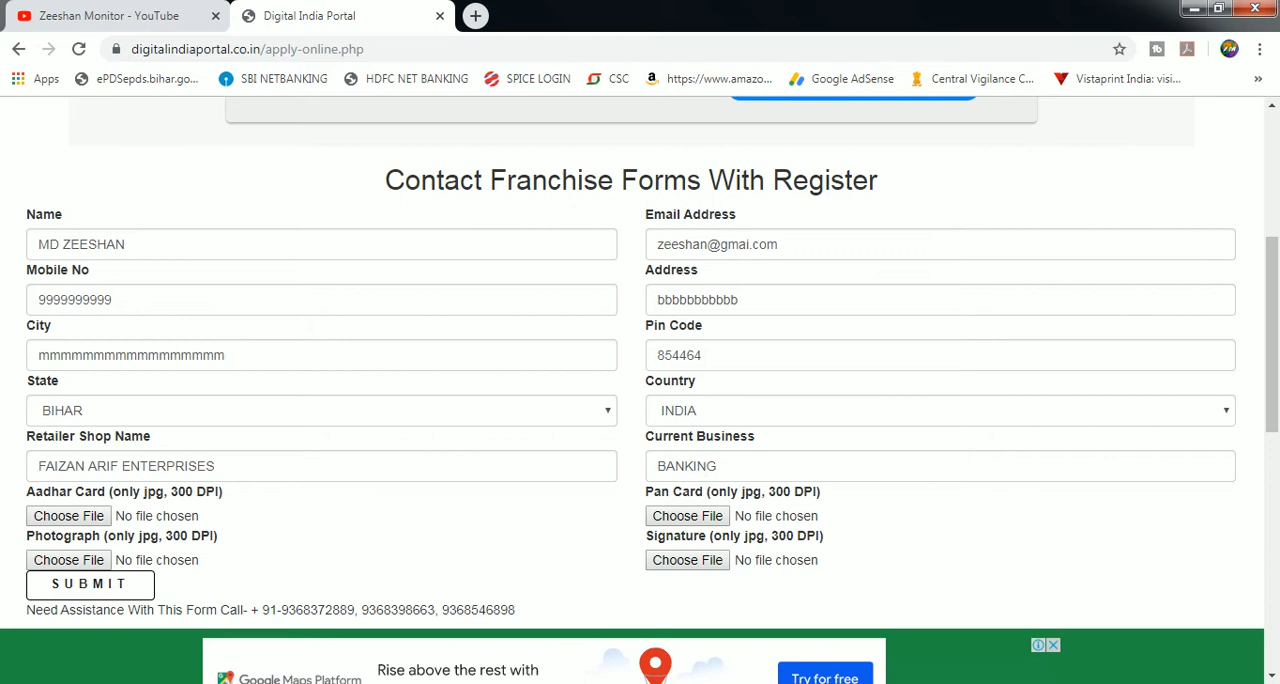 Zeeshan Monitor - YouTube
Digital India Portal
digitalindiaportal.co.in/apply-online.php
Apps ePDSepds.bihar.go... SBI NETBANKING HDFC NET BANKING SPICE LOGIN CSC https://www.amazo... Google AdSense Central Vigilance C... Vistaprint India: visi... »
Contact Franchise Forms With Register
Name Email Address
MD ZEESHAN zeeshan@gmai.com
Mobile No Address
9999999999 bbbbbbbbbbb
City Pin Code
mmmmmmmmmmmmmmmmm 854464
State Country
BIHAR INDIA
Retailer Shop Name Current Business
FAIZAN ARIF ENTERPRISES BANKING
Aadhar Card (only jpg, 300 DPI) Pan Card (only jpg, 300 DPI)
Choose File No file chosen Choose File No file chosen
Photograph (only jpg, 300 DPI) Signature (only jpg, 300 DPI)
Choose File No file chosen Choose File No file chosen
SUBMIT
Need Assistance With This Form Call- + 91-9368372889, 9368398663, 9368546898
Google Maps Platform Rise above the rest with Try for free